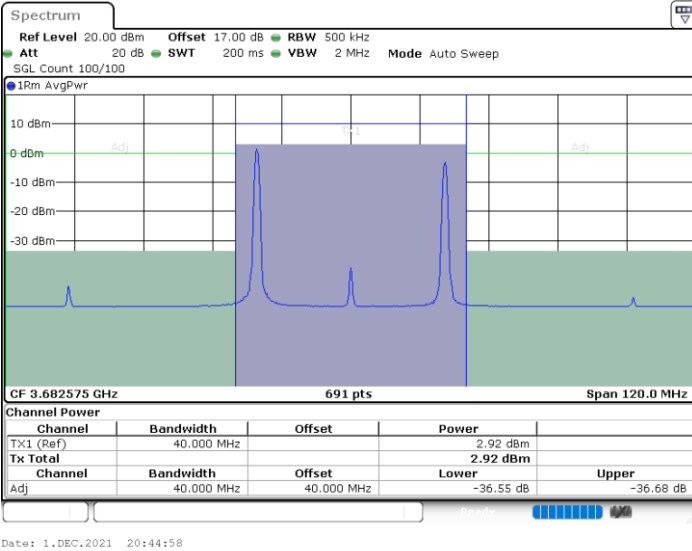 Spectrum
Ref Level 20.00 dBm Offset 17.00 dB RBW 500 kHz
Att 20 dB SWT 200 ms VBW 2 MHz Mode Auto Sweep
SGL Count 100/100
1Rm AvgPwr
10 dBm
TX1
Adj Adj
0 dBm
-10 dBm
-20 dBm
-30 dBm
CF 3.682575 GHz 691 pts Span 120.0 MHz
Channel Power
Channel Bandwidth Offset Power
TX1 (Ref) 40.000 MHz 2.92 dBm
Tx Total 2.92 dBm
Channel Bandwidth Offset Lower Upper
Adj 40.000 MHz 40.000 MHz -36.55 dB -36.68 dB
Ready
Date: 1.DEC.2021 20:44:58